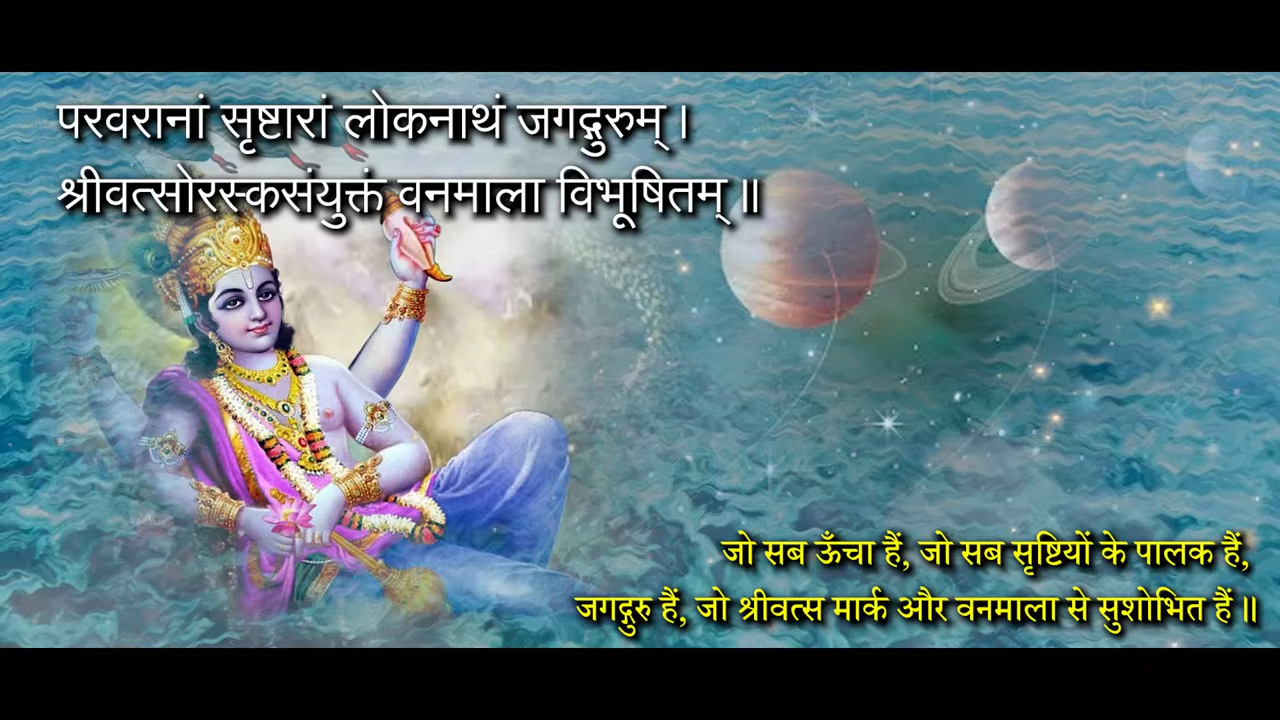 परवरानां सृष्टारां लोकनाथं जगद्गुरुम् ।
श्रीवत्सोरस्कसंयुक्तं वनमाला विभूषितम् ॥
जो सब ऊँचा हैं, जो सब सृष्टियों के पालक हैं,
जगद्गुरु हैं, जो श्रीवत्स मार्क और वनमाला से सुशोभित हैं ॥